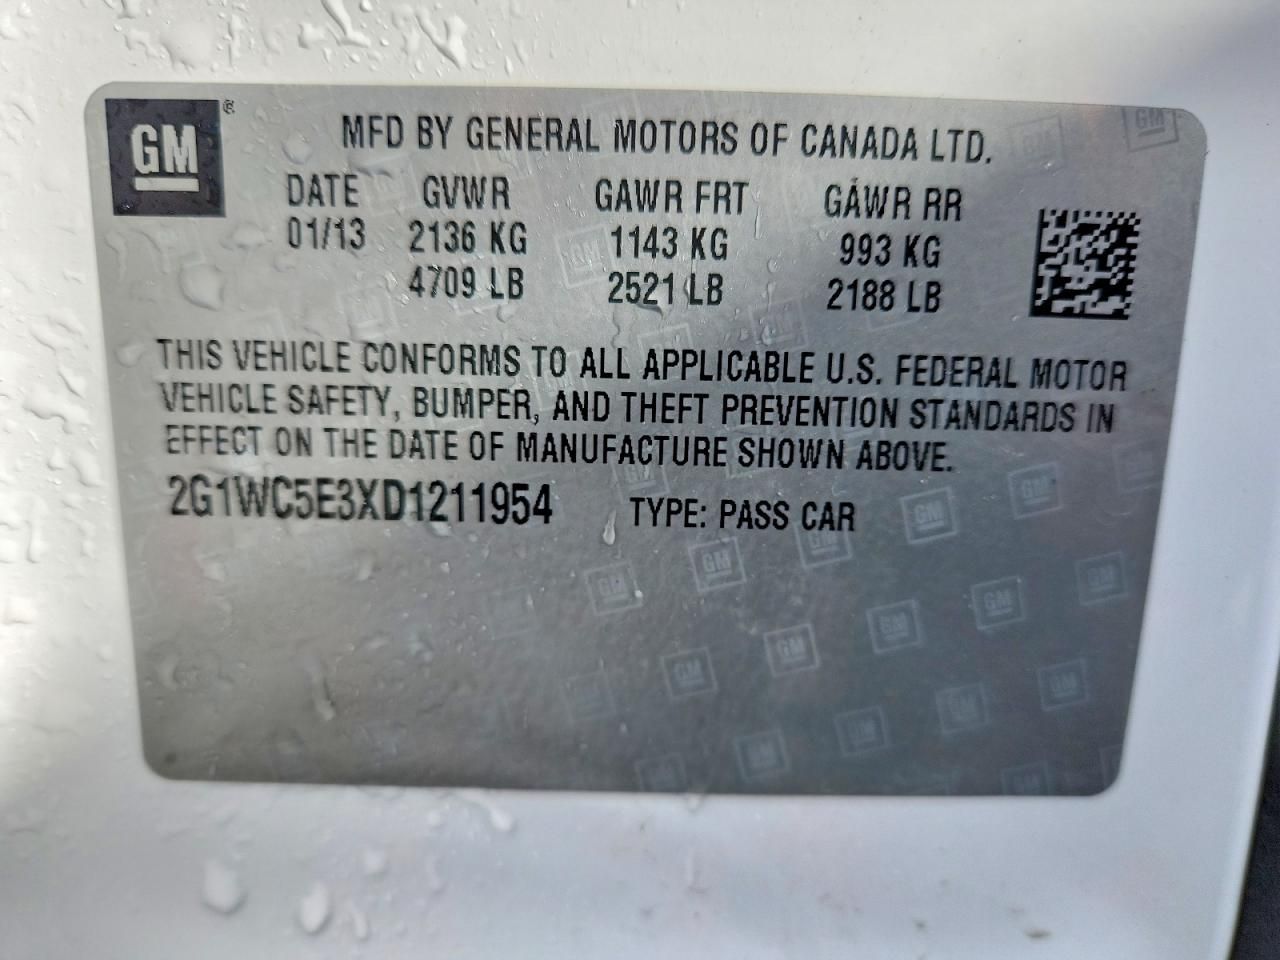 GM ®
MFD BY GENERAL MOTORS OF CANADA LTD.
DATE GVWR GAWR FRT GAWR RR
01/13 2136 KG 1143 KG 993 KG
4709 LB 2521 LB 2188 LB
THIS VEHICLE CONFORMS TO ALL APPLICABLE U.S. FEDERAL MOTOR
VEHICLE SAFETY, BUMPER, AND THEFT PREVENTION STANDARDS IN
EFFECT ON THE DATE OF MANUFACTURE SHOWN ABOVE.
2G1WC5E3XD1211954 TYPE: PASS CAR